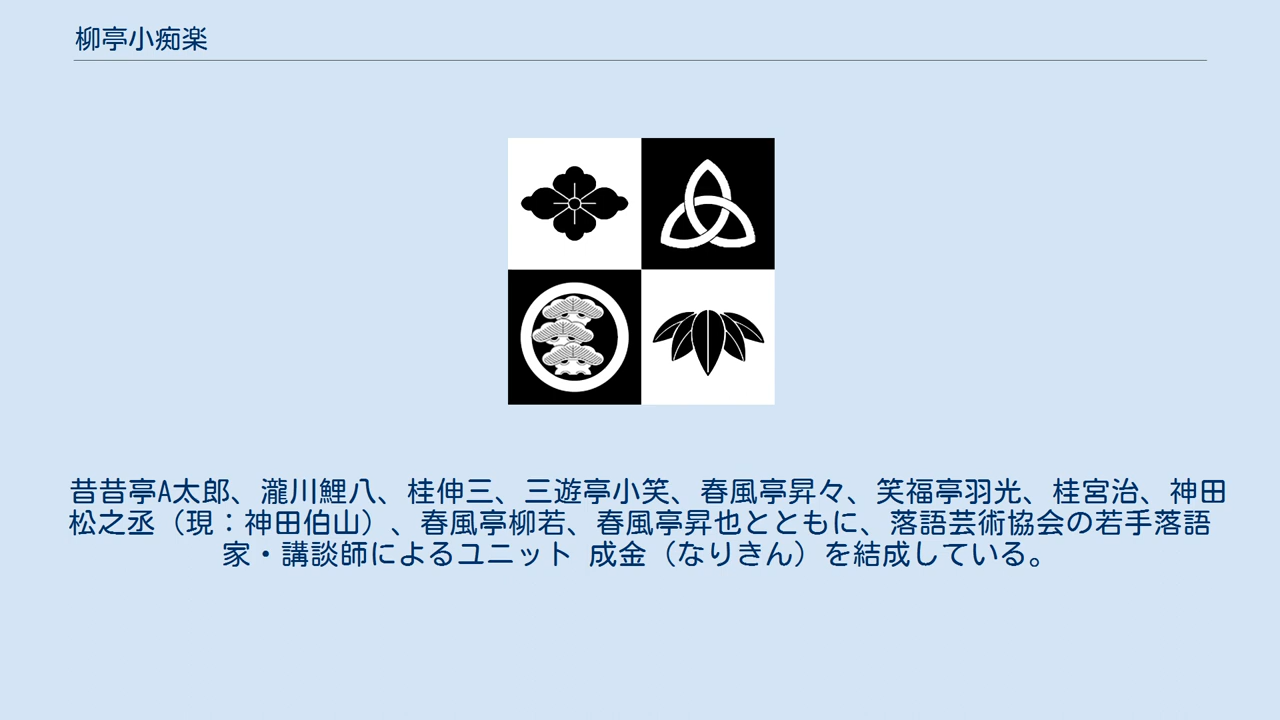 柳亭小痴楽
昔昔亭A太郎、瀧川鯉八、桂伸三、三遊亭小笑、春風亭昇々、笑福亭羽光、桂宮治、神田
松之丞（現：神田伯山）、春風亭柳若、春風亭昇也とともに、落語芸術協会の若手落語
家・講談師によるユニット 成金（なりきん）を結成している。